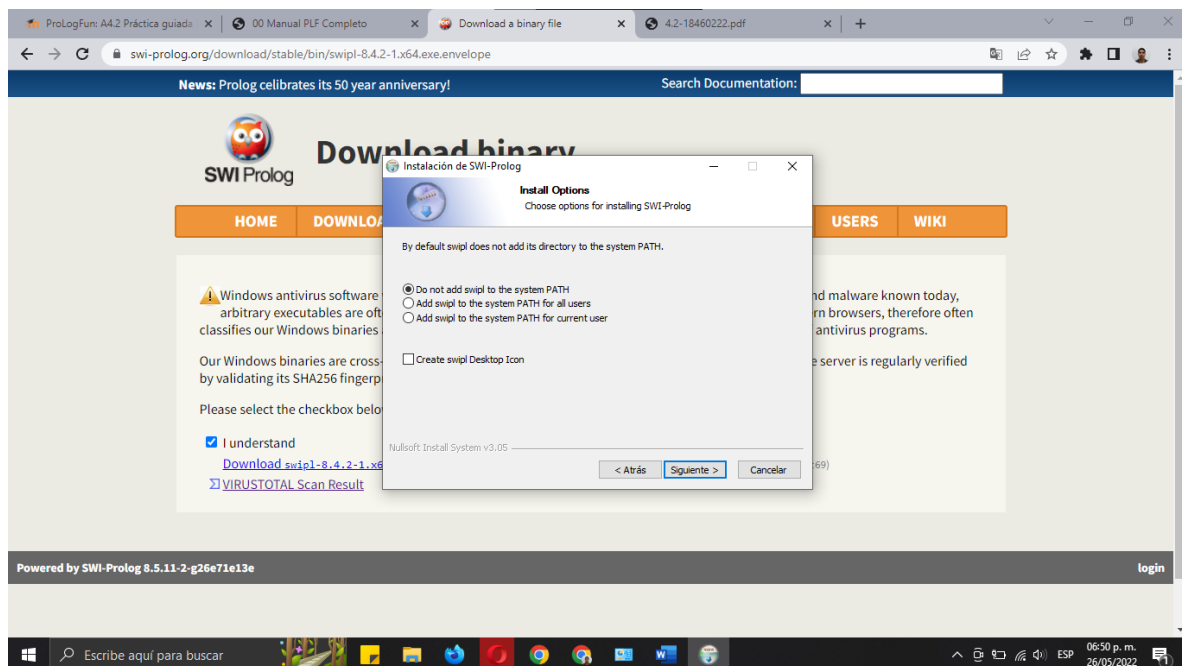 ProLogFun: A4.2 Práctica guiada
00 Manual PLF Completo
Download a binary file
4.2-18460222.pdf
swi-prolog.org/download/stable/bin/swipl-8.4.2-1.x64.exe.envelope
News: Prolog celibrates its 50 year anniversary!
Search Documentation:
SWI Prolog
Download binary
HOME
DOWNLOA
USERS
WIKI
Instalación de SWI-Prolog
Install Options
Choose options for installing SWI-Prolog
By default swipl does not add its directory to the system PATH.
Do not add swipl to the system PATH
Add swipl to the system PATH for all users
Add swipl to the system PATH for current user
Create swipl Desktop Icon
Nullsoft Install System v3.05
< Atrás
Siguiente >
Cancelar
Windows antivirus software
nd malware known today,
arbitrary executables are oft
rn browsers, therefore often
classifies our Windows binaries
antivirus programs.
Our Windows binaries are cross-
e server is regularly verified
by validating its SHA256 fingerp
Please select the checkbox belo
I understand
Download swipl-8.4.2-1.x6
:69)
VIRUSTOTAL Scan Result
Powered by SWI-Prolog 8.5.11-2-g26e71e13e
login
Escribe aquí para buscar
ESP
06:50 p. m.
26/05/2022